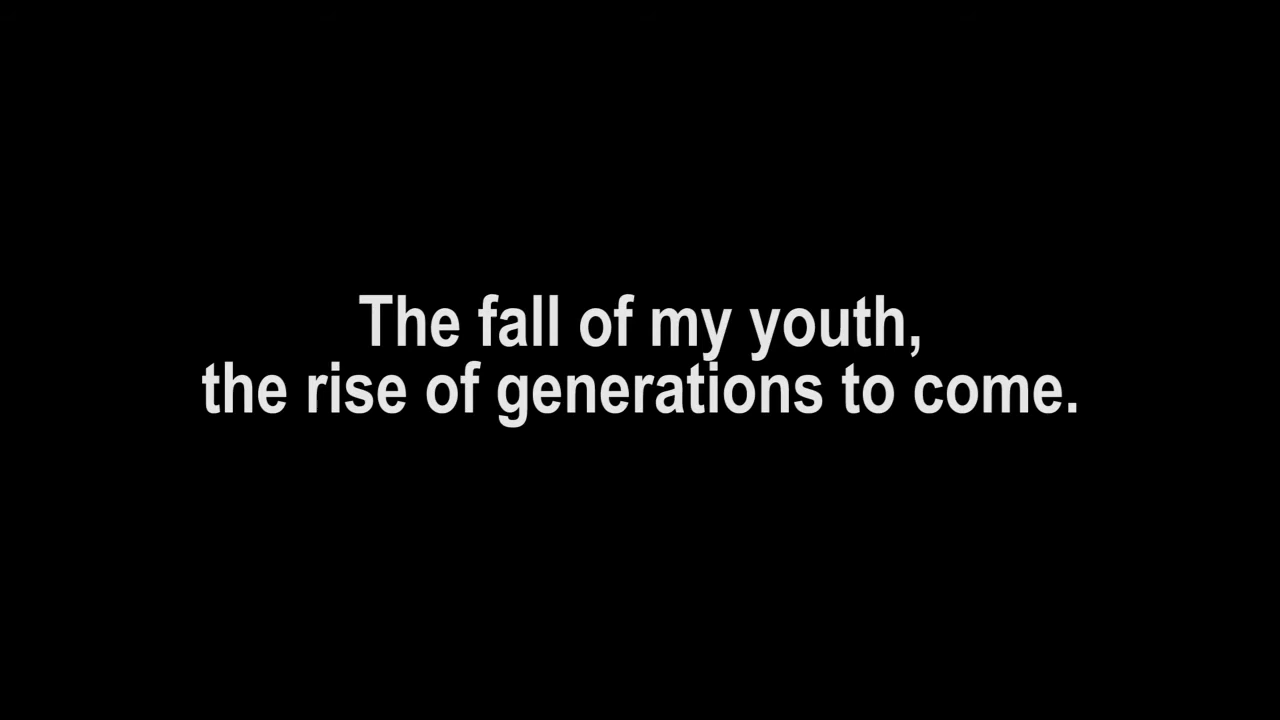 The fall of my youth,
the rise of generations to come.